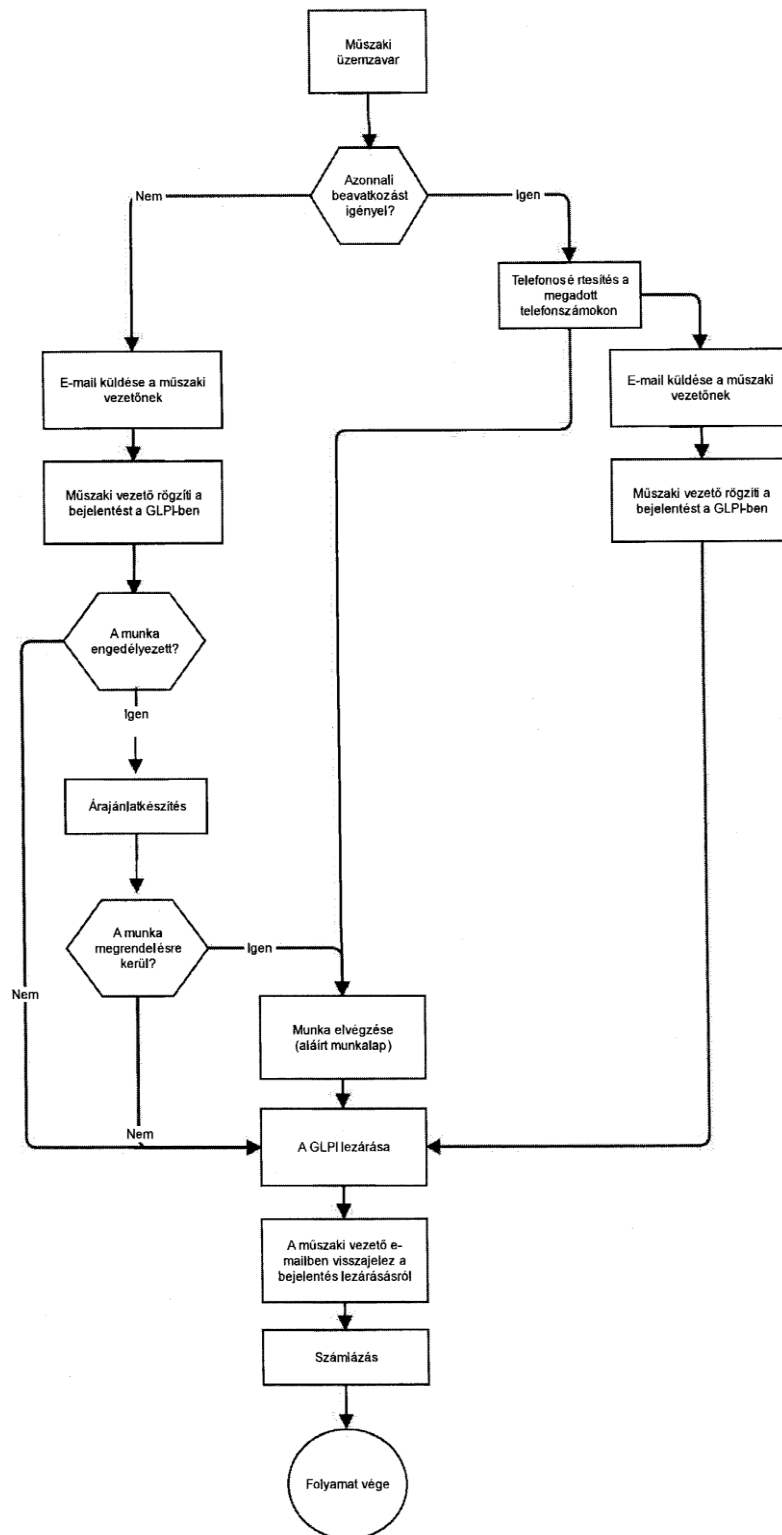 Műszaki
üzemzavar
Azonnali
beavatkozást
igényel?
Nem
Igen
Telefonosé rtesítés a
megadott
telefonszámokon
E-mail küldése a műszaki
vezetőnek
E-mail küldése a műszaki
vezetőnek
Műszaki vezető rögzíti a
bejelentést a GLPI-ben
Műszaki vezető rögzíti a
bejelentést a GLPI-ben
A munka
engedélyezett?
Igen
Árajánlatkészítés
A munka
megrendelésre
kerül?
Igen
Nem
Munka elvégzése
(aláírt munkalap)
Nem
A GLPI lezárása
A műszaki vezető e-
mailben visszajelez a
bejelentés lezárásásról
Számlázás
Folyamat vége